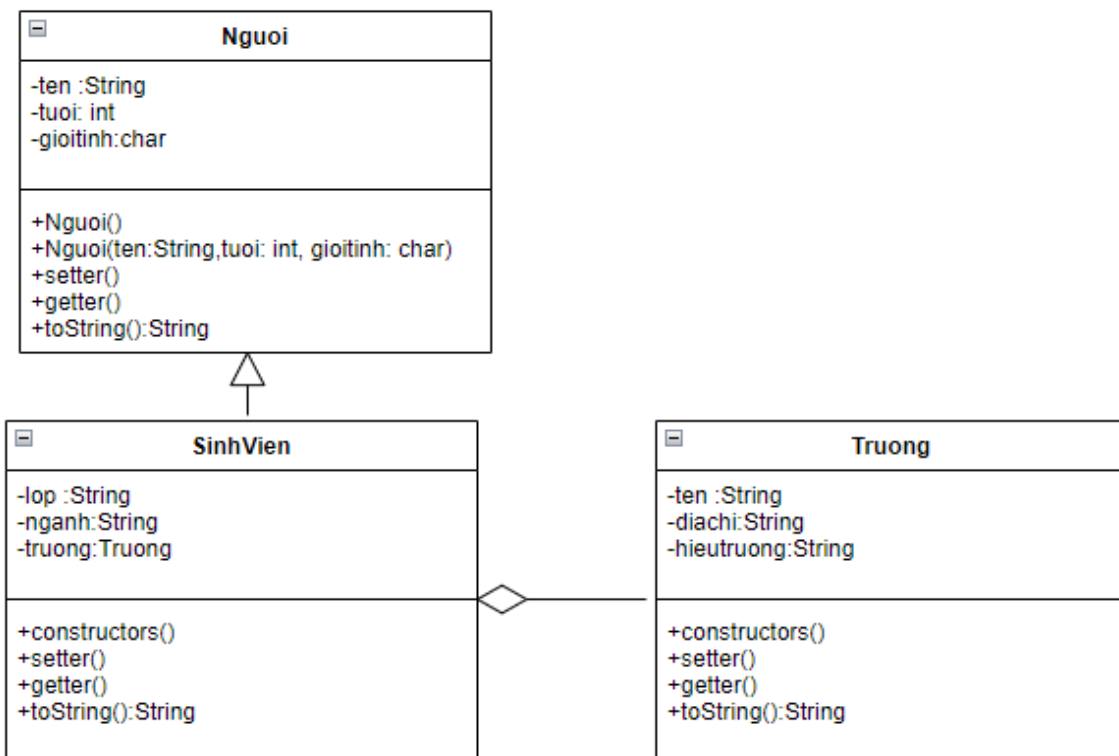 Nguoi
-ten :String
-tuoi: int
-gioitinh:char
+Nguoi()
+Nguoi(ten:String,tuoi: int, gioitinh: char)
+setter()
+getter()
+toString():String
SinhVien
-lop :String
-nganh:String
-truong:Truong
+constructors()
+setter()
+getter()
+toString():String
Truong
-ten :String
-diachi:String
-hieutruong:String
+constructors()
+setter()
+getter()
+toString():String